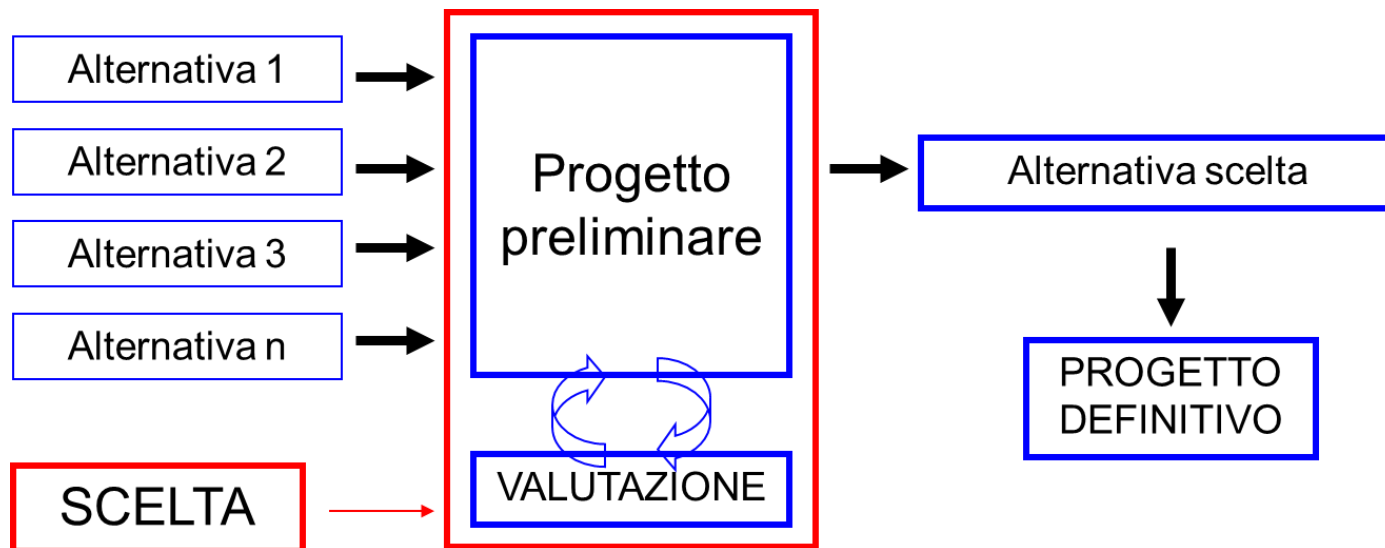 Alternativa 1
Alternativa 2
Alternativa 3
Alternativa n
SCELTA
Progetto
preliminare
VALUTAZIONE
Alternativa scelta
PROGETTO
DEFINITIVO